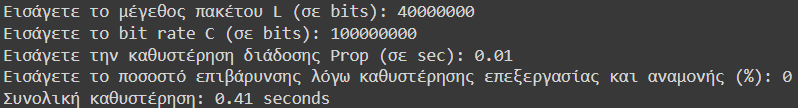 Εισάγετε το μέγεθος πακέτου L (σε bits): 40000000
Εισάγετε το bit rate C (σε bits): 100000000
Εισάγετε την καθυστέρηση διάδοσης Prop (σε sec): 0.01
Εισάγετε το ποσοστό επιβάρυνσης λόγω καθυστέρησης επεξεργασίας και αναμονής (%): 0
Συνολική καθυστέρηση: 0.41 seconds